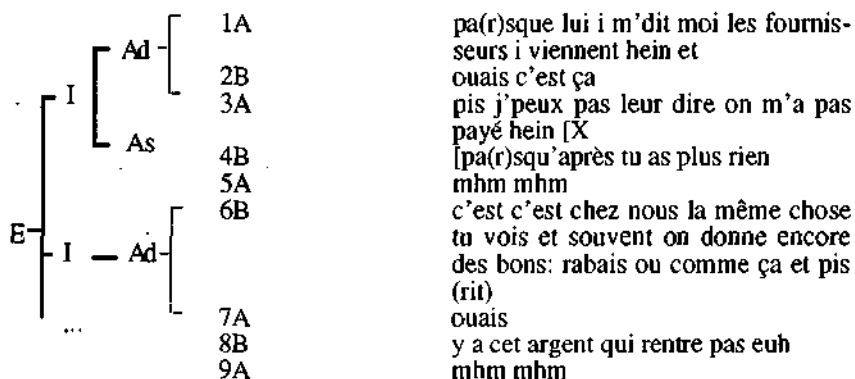 1A pa(r)sque lui i m'dit moi les fournis-
Ad seurs i viennent hein et
2B ouais c'est ça
I 3A pis j'peux pas leur dire on m'a pas
payé hein [X
As 4B [pa(r)squ'après tu as plus rien
5A mhm mhm
6B c'est c'est chez nous la même chose
E tu vois et souvent on donne encore
I Ad des bons: rabais ou comme ça et pis
(rit)
7A ouais
... 8B y a cet argent qui rentre pas euh
9A mhm mhm